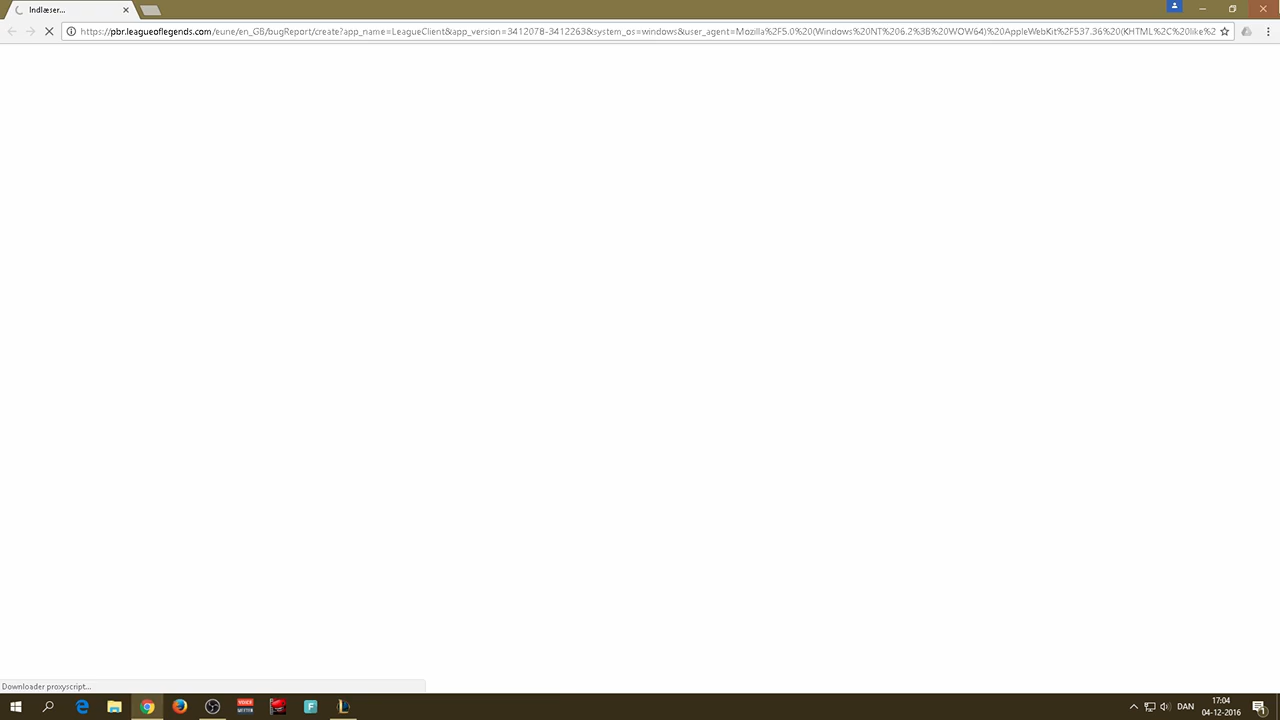 Indlæser...
https://pbr.leagueoflegends.com/eune/en_GB/bugReport/create?app_name=LeagueClient&app_version=3412078-3412263&system_os=windows&user_agent=Mozilla%2F5.0%20(Windows%20NT%206.2%3B%20WOW64)%20AppleWebKit%2F537.36%20(KHTML%2C%20like%2
Downloader proxyscript...
F
DAN
17:04
04-12-2016
1